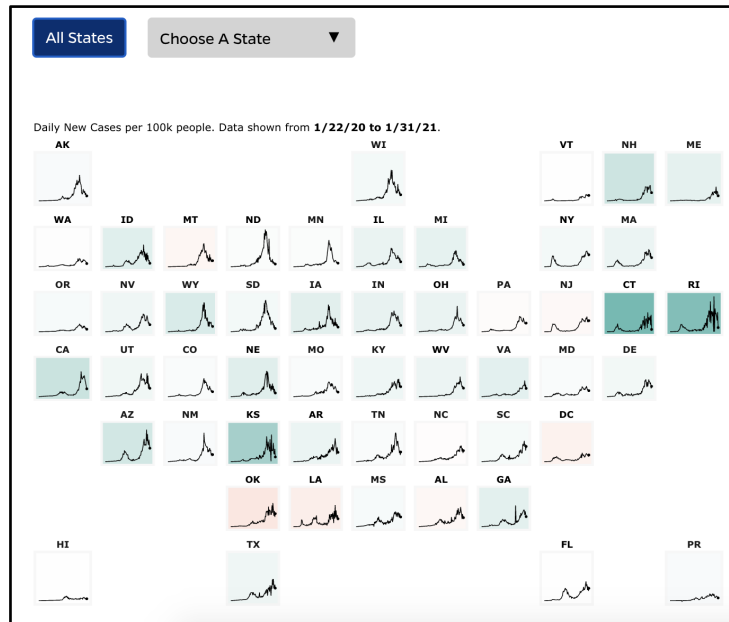 All States
Choose A State ▼
Daily New Cases per 100k people. Data shown from 1/22/20 to 1/31/21.
AK WI VT NH ME
WA ID MT ND MN IL MI NY MA
OR NV WY SD IA IN OH PA NJ CT RI
CA UT CO NE MO KY WV VA MD DE
AZ NM KS AR TN NC SC DC
OK LA MS AL GA
HI TX FL PR